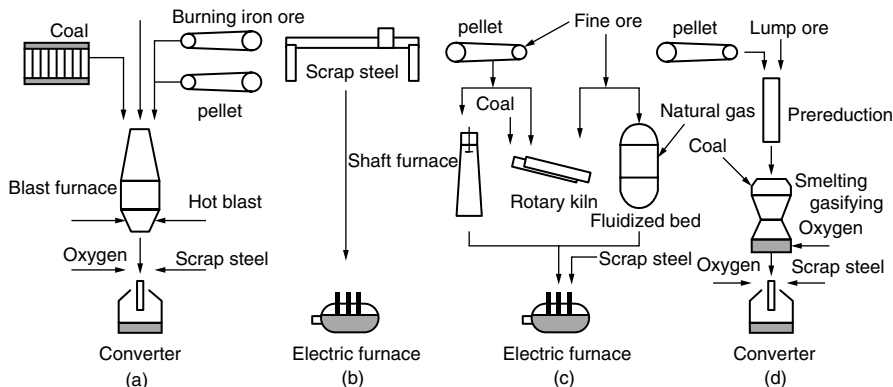 Coal
Burning iron ore
pellet
Blast furnace
Hot blast
Oxygen
Scrap steel
Converter
(a)
Scrap steel
Electric furnace
(b)
pellet
Fine ore
Coal
Natural gas
Shaft furnace
Rotary kiln
Fluidized bed
Scrap steel
Electric furnace
(c)
pellet
Lump ore
Prereduction
Coal
Smelting
gasifying
Oxygen
Oxygen
Scrap steel
Converter
(d)